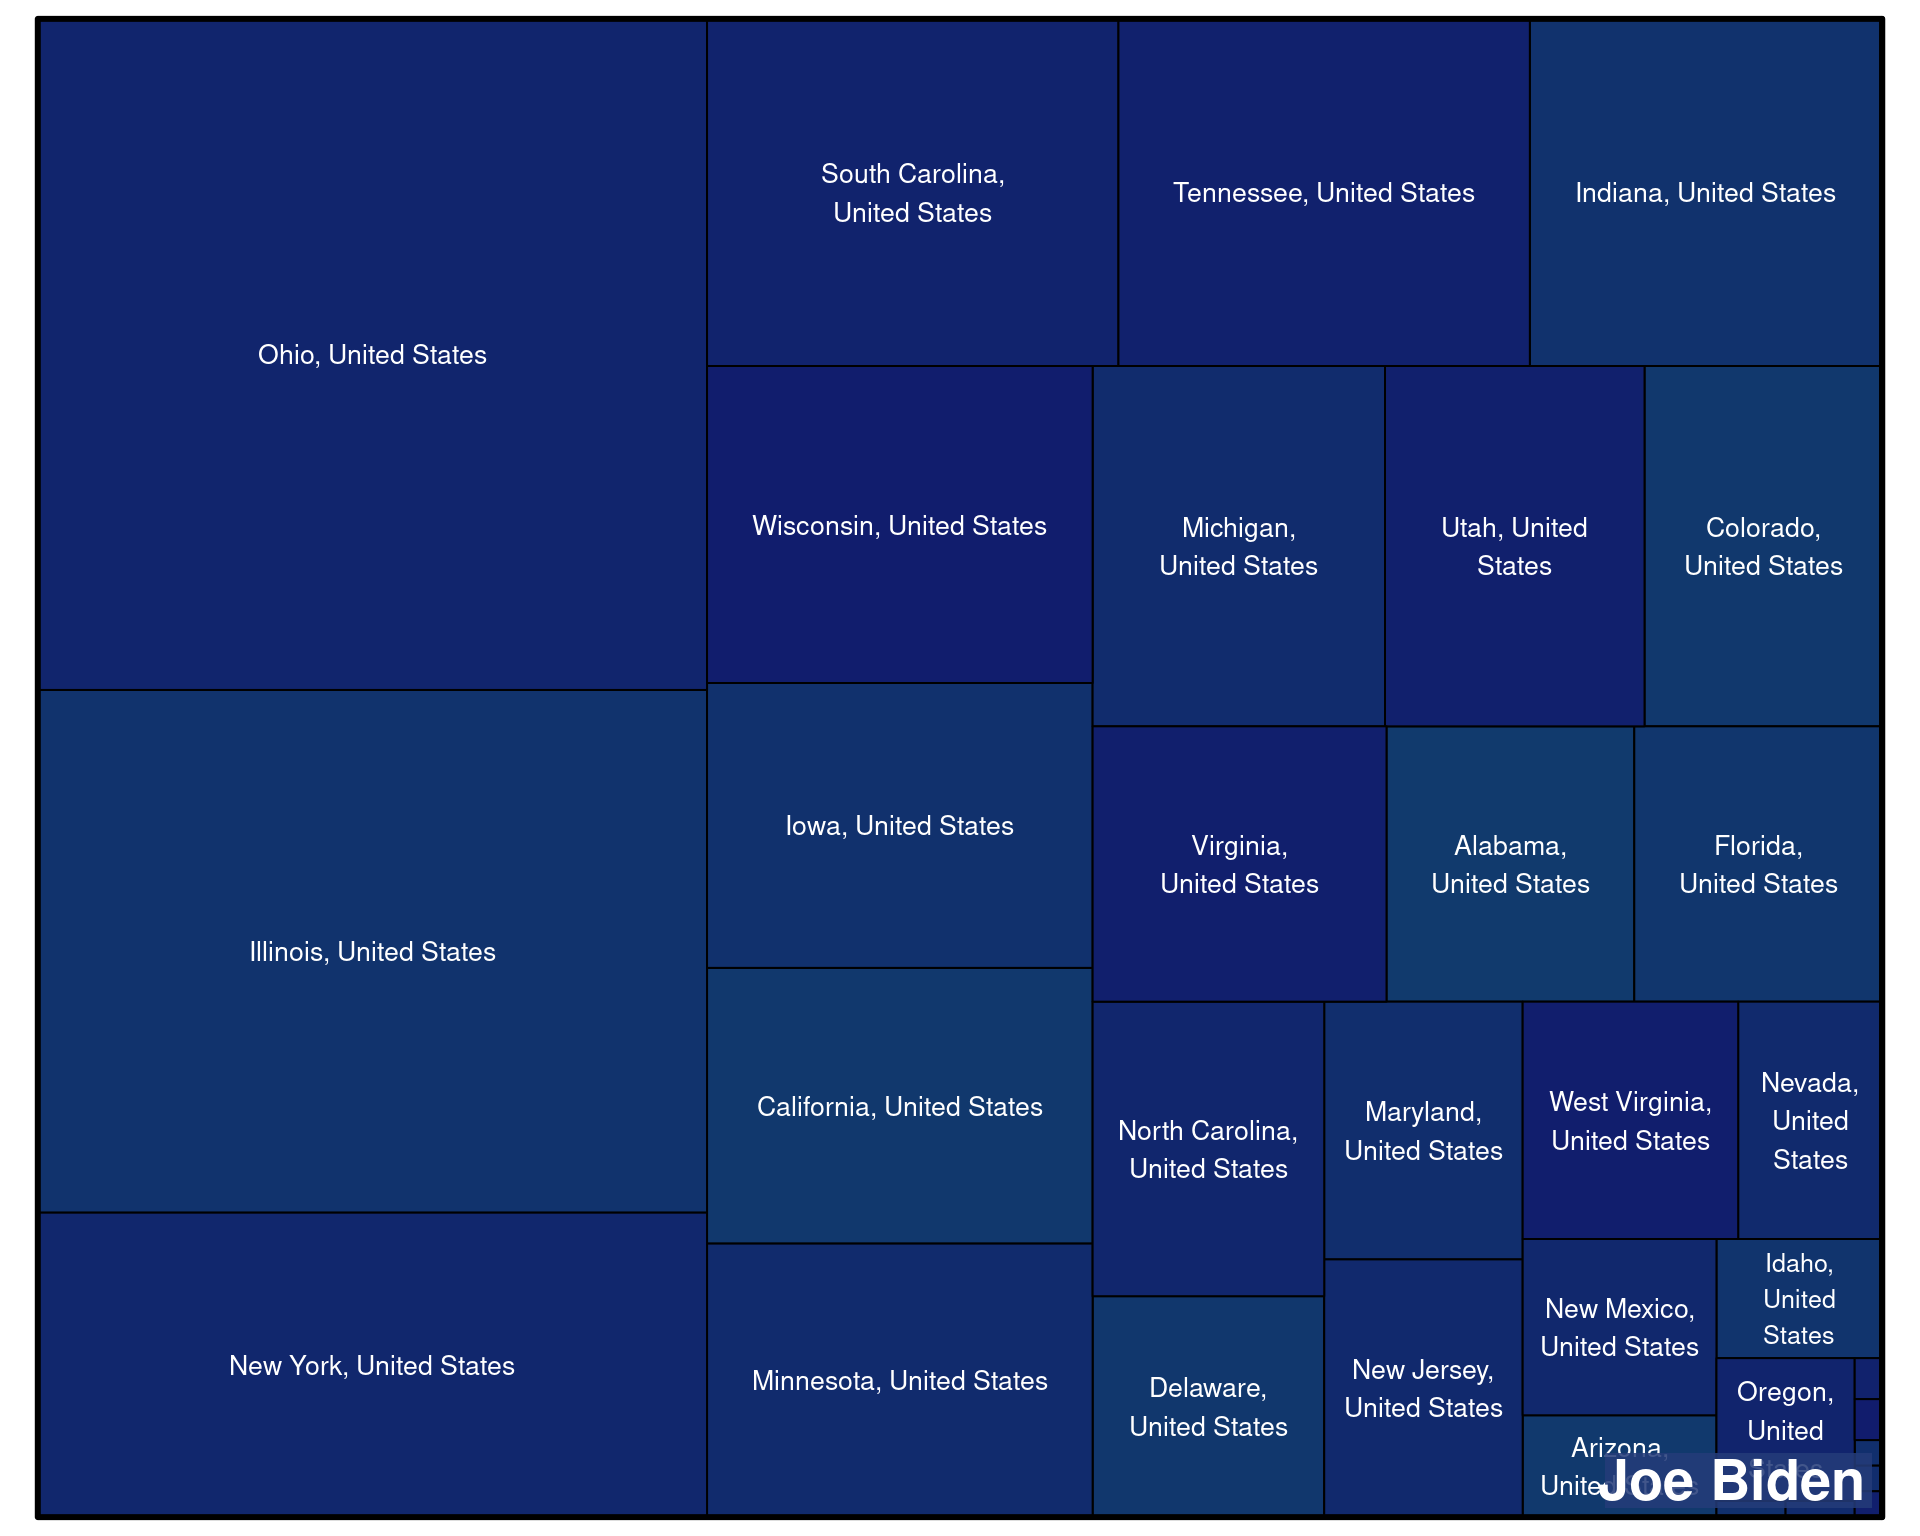 Ohio, United States
South Carolina,
United States
Tennessee, United States
Indiana, United States
Wisconsin, United States
Michigan,
United States
Utah, United
States
Colorado,
United States
Illinois, United States
Iowa, United States
Virginia,
United States
Alabama,
United States
Florida,
United States
California, United States
North Carolina,
United States
Maryland,
United States
West Virginia,
United States
Nevada,
United
States
New York, United States
Minnesota, United States
Delaware,
United States
New Jersey,
United States
New Mexico,
United States
Idaho,
United
States
Oregon,
United
States
Arizona,
United States
Joe Biden